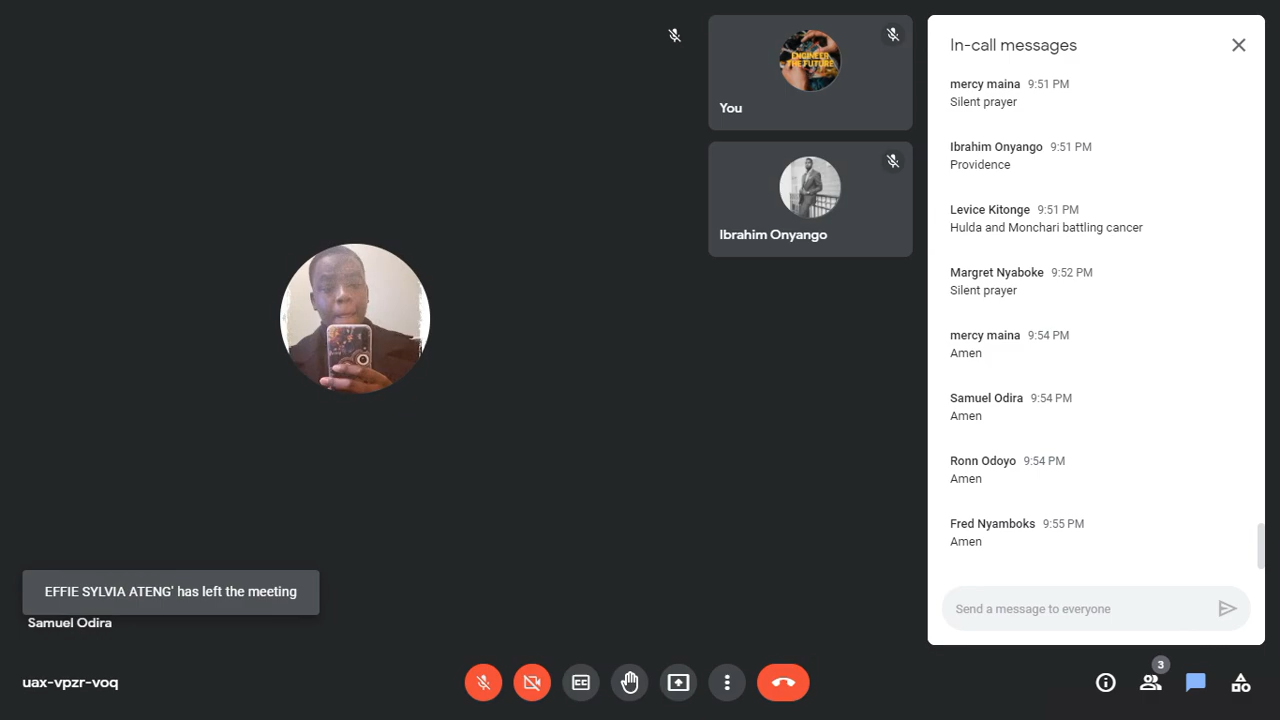 ENGINEER
THE FUTURE
You
Ibrahim Onyango
EFFIE SYLVIA ATENG' has left the meeting
Samuel Odira
uax-vpzr-voq
CC
3
In-call messages
mercy maina 9:51 PM
Silent prayer
Ibrahim Onyango 9:51 PM
Providence
Levice Kitonge 9:51 PM
Hulda and Monchari battling cancer
Margret Nyaboke 9:52 PM
Silent prayer
mercy maina 9:54 PM
Amen
Samuel Odira 9:54 PM
Amen
Ronn Odoyo 9:54 PM
Amen
Fred Nyamboks 9:55 PM
Amen
Send a message to everyone